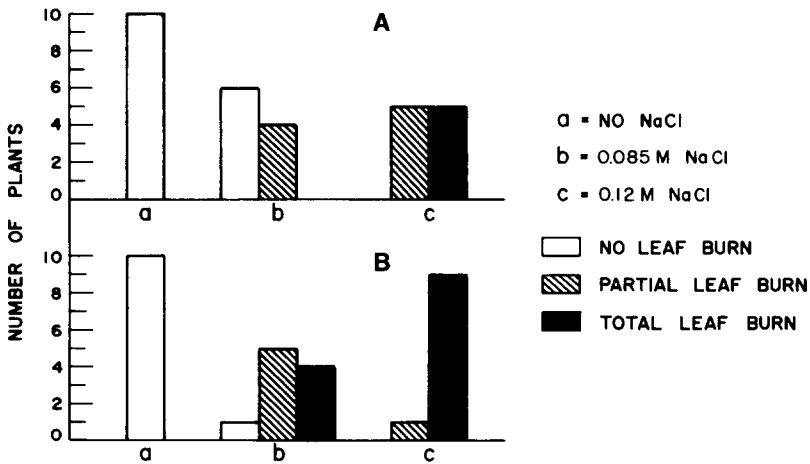 NUMBER OF PLANTS
A
10
8
6
4
2
0
a
b
c
B
10
8
6
4
2
0
a
b
c
a = NO NaCl
b = 0.085 M NaCl
c = 0.12 M NaCl
NO LEAF BURN
PARTIAL LEAF BURN
TOTAL LEAF BURN